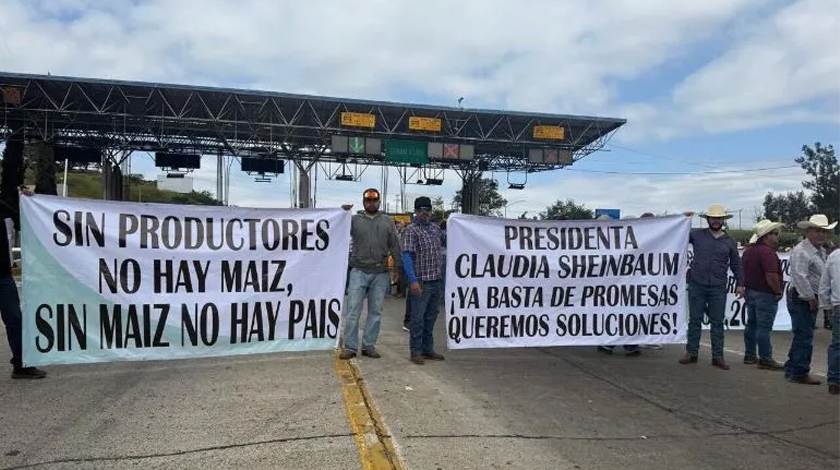 SIN PRODUCTORES
NO HAY MAIZ,
SIN MAIZ NO HAY PAIS
PRESIDENTA
CLAUDIA SHEINBAUM
¡YA BASTA DE PROMESAS
QUEREMOS SOLUCIONES!